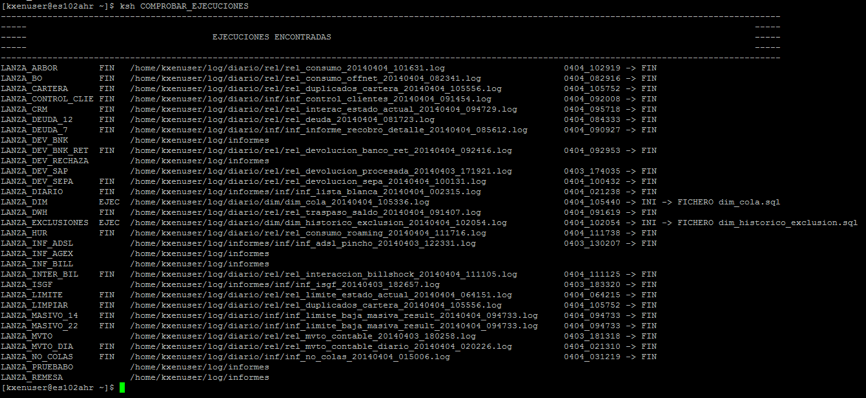 [kxenuser@es102ahr ~]$ ksh COMPROBAR_EJECUCIONES
-----
----- EJECUCIONES ENCONTRADAS -----
-----
LANZA_ARBOR FIN /home/kxenuser/log/diario/rel/rel_consumo_20140404_101631.log 0404_102919 -> FIN
LANZA_BO FIN /home/kxenuser/log/diario/rel/rel_consumo_offnet_20140404_082341.log 0404_082916 -> FIN
LANZA_CARTERA FIN /home/kxenuser/log/diario/rel/rel_duplicados_cartera_20140404_105556.log 0404_105752 -> FIN
LANZA_CONTROL_CLIE FIN /home/kxenuser/log/diario/inf/inf_control_clientes_20140404_091454.log 0404_092008 -> FIN
LANZA_CRM FIN /home/kxenuser/log/diario/rel/rel_interac_estado_actual_20140404_094729.log 0404_095718 -> FIN
LANZA_DEUDA_12 FIN /home/kxenuser/log/diario/rel/rel_deuda_20140404_081723.log 0404_084333 -> FIN
LANZA_DEUDA_7 FIN /home/kxenuser/log/diario/inf/inf_informe_recobro_detalle_20140404_085612.log 0404_090927 -> FIN
LANZA_DEV_BNK /home/kxenuser/log/informes
LANZA_DEV_BNK_RET FIN /home/kxenuser/log/diario/rel/rel_devolucion_banco_ret_20140404_092416.log 0404_092953 -> FIN
LANZA_DEV_RECHAZA /home/kxenuser/log/informes
LANZA_DEV_SAP /home/kxenuser/log/diario/rel/rel_devolucion_procesada_20140403_171921.log 0403_174035 -> FIN
LANZA_DEV_SEPA FIN /home/kxenuser/log/diario/rel/rel_devolucion_sepa_20140404_100131.log 0404_100432 -> FIN
LANZA_DIARIO FIN /home/kxenuser/log/informes/inf/inf_lista_blanca_20140404_002315.log 0404_021238 -> FIN
LANZA_DIM EJEC /home/kxenuser/log/diario/dim/dim_cola_20140404_105336.log 0404_105440 -> INI -> FICHERO dim_cola.sql
LANZA_DWH FIN /home/kxenuser/log/diario/rel/rel_traspaso_saldo_20140404_091407.log 0404_091619 -> FIN
LANZA_EXCLUSIONES EJEC /home/kxenuser/log/diario/dim/dim_historico_exclusion_20140404_102054.log 0404_102054 -> INI -> FICHERO dim_historico_exclusion.sql
LANZA_HUR FIN /home/kxenuser/log/diario/rel/rel_consumo_roaming_20140404_111716.log 0404_111738 -> FIN
LANZA_INF_ADSL /home/kxenuser/log/informes/inf/inf_adsl_pincho_20140403_122331.log 0403_130207 -> FIN
LANZA_INF_AGEX /home/kxenuser/log/informes
LANZA_INF_BILL /home/kxenuser/log/informes
LANZA_INTER_BIL FIN /home/kxenuser/log/diario/rel/rel_interaccion_billshock_20140404_111105.log 0404_111125 -> FIN
LANZA_ISGF /home/kxenuser/log/informes/inf/inf_isgf_20140403_182657.log 0403_183320 -> FIN
LANZA_LIMITE FIN /home/kxenuser/log/diario/rel/rel_limite_estado_actual_20140404_064151.log 0404_064215 -> FIN
LANZA_LIMPIAR FIN /home/kxenuser/log/diario/rel/rel_duplicados_cartera_20140404_105556.log 0404_105752 -> FIN
LANZA_MASIVO_14 FIN /home/kxenuser/log/diario/inf/inf_limite_baja_masiva_result_20140404_094733.log 0404_094733 -> FIN
LANZA_MASIVO_22 FIN /home/kxenuser/log/diario/inf/inf_limite_baja_masiva_result_20140404_094733.log 0404_094733 -> FIN
LANZA_MVTO /home/kxenuser/log/diario/rel/rel_mvto_contable_20140403_180258.log 0403_181318 -> FIN
LANZA_MVTO_DIA FIN /home/kxenuser/log/diario/rel/rel_mvto_contable_diario_20140404_020226.log 0404_021310 -> FIN
LANZA_NO_COLAS FIN /home/kxenuser/log/diario/inf/inf_no_colas_20140404_015006.log 0404_031219 -> FIN
LANZA_PRUEBABO /home/kxenuser/log/informes
LANZA_REMESA /home/kxenuser/log/informes
[kxenuser@es102ahr ~]$